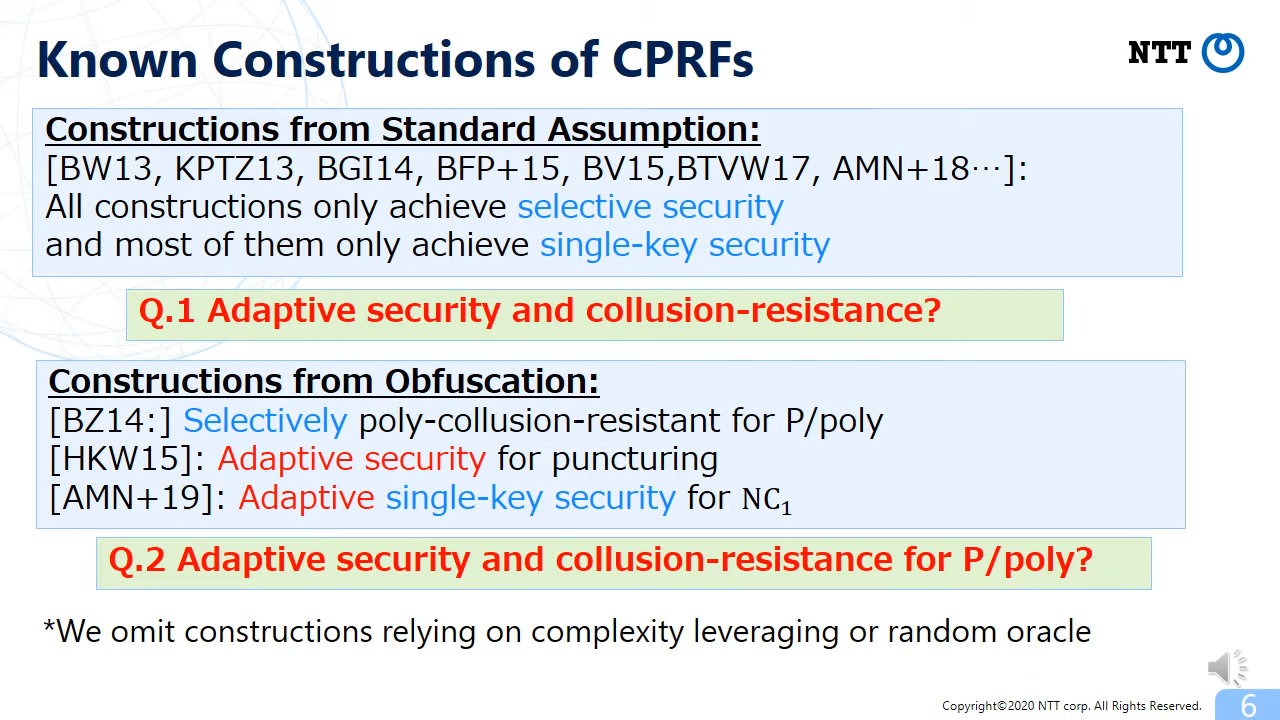 Known Constructions of CPRFs
NTT
Constructions from Standard Assumption:
[BW13, KPTZ13, BGI14, BFP+15, BV15,BTVW17, AMN+18⋯]:
All constructions only achieve selective security
and most of them only achieve single-key security
Q.1 Adaptive security and collusion-resistance?
Constructions from Obfuscation:
[BZ14:] Selectively poly-collusion-resistant for P/poly
[HKW15]: Adaptive security for puncturing
[AMN+19]: Adaptive single-key security for NC₁
Q.2 Adaptive security and collusion-resistance for P/poly?
*We omit constructions relying on complexity leveraging or random oracle
Copyright©2020 NTT corp. All Rights Reserved.
6